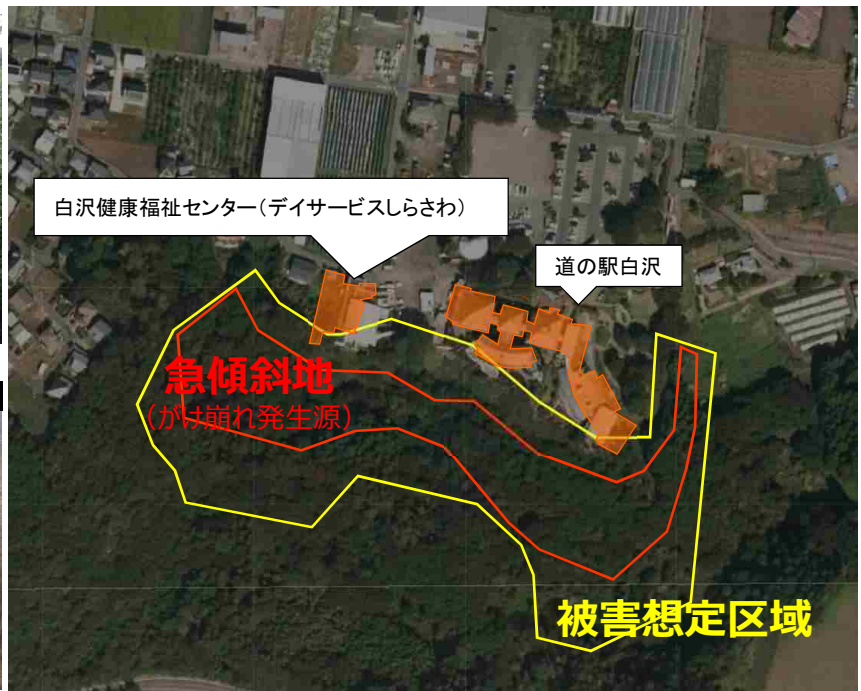 白沢健康福祉センター(デイサービスしらさわ)
道の駅白沢
急傾斜地
(がけ崩れ発生源)
被害想定区域